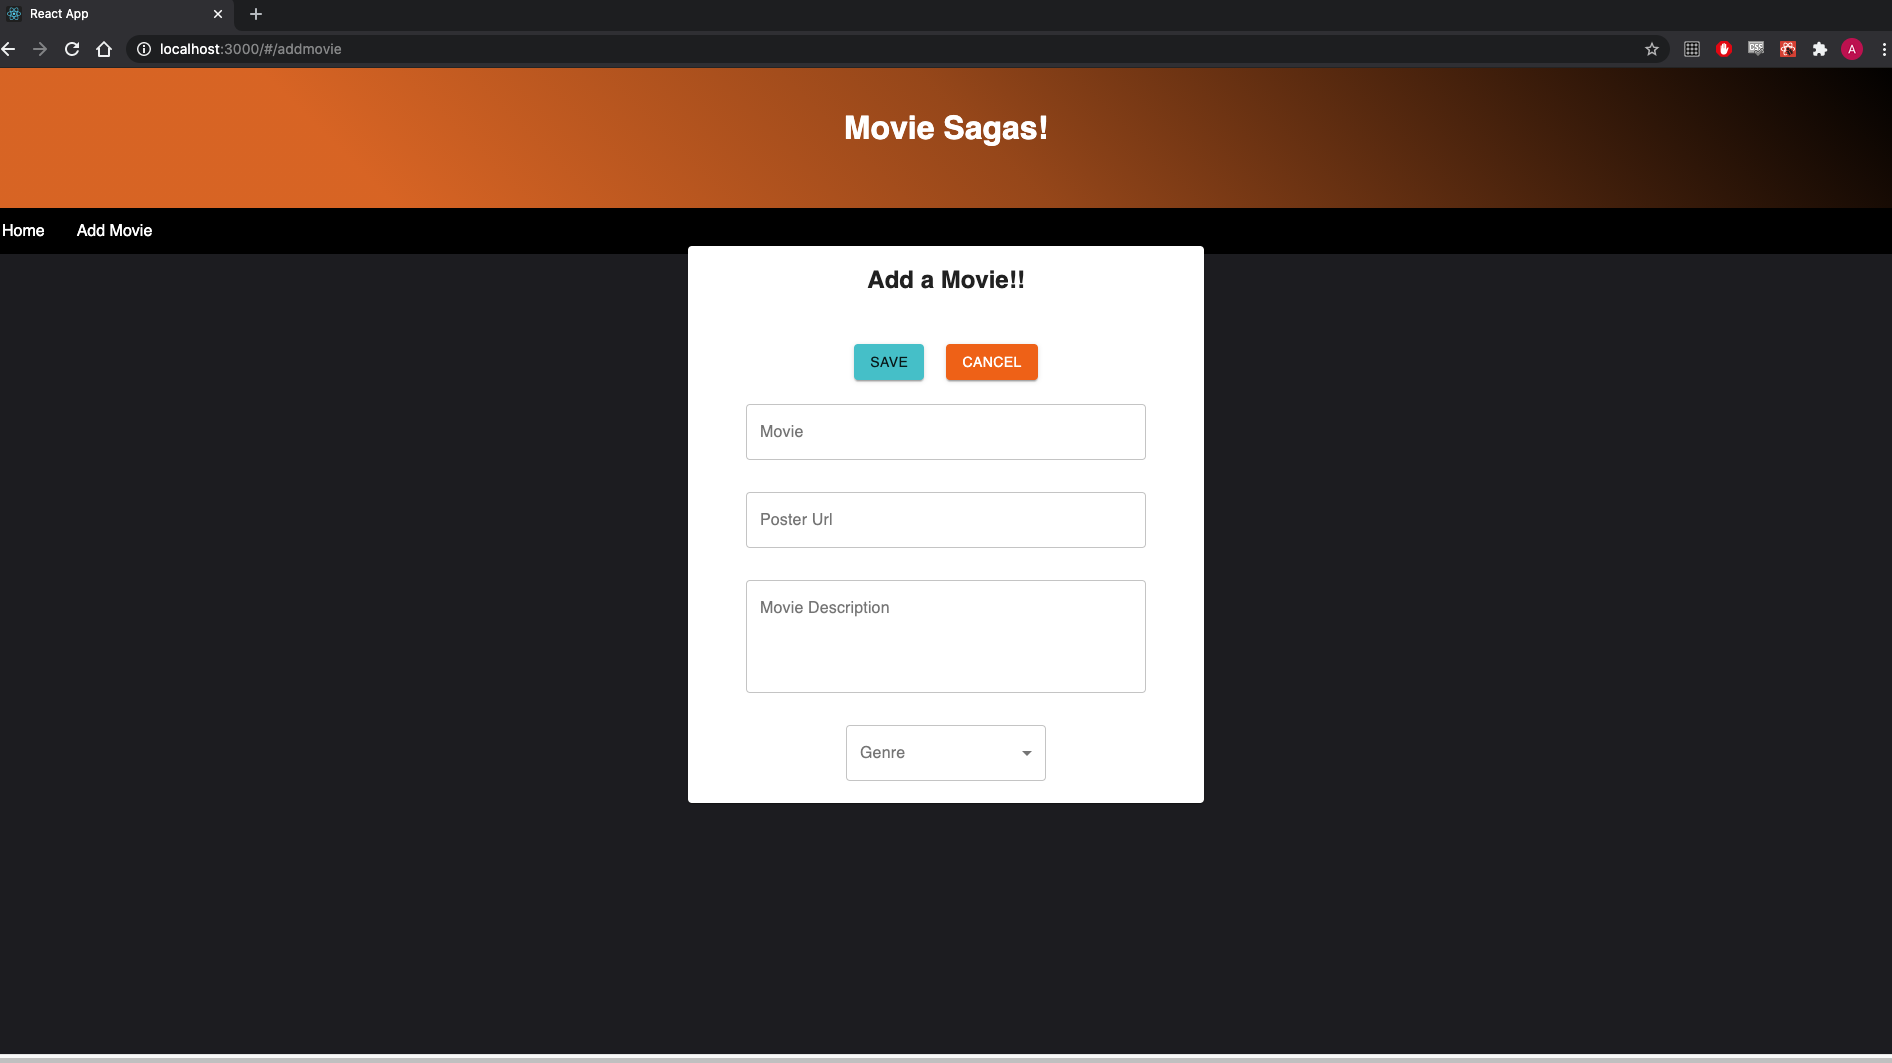 React App
localhost:3000/#/addmovie
A
Movie Sagas!
Home Add Movie
Add a Movie!!
SAVE CANCEL
Movie
Poster Url
Movie Description
Genre